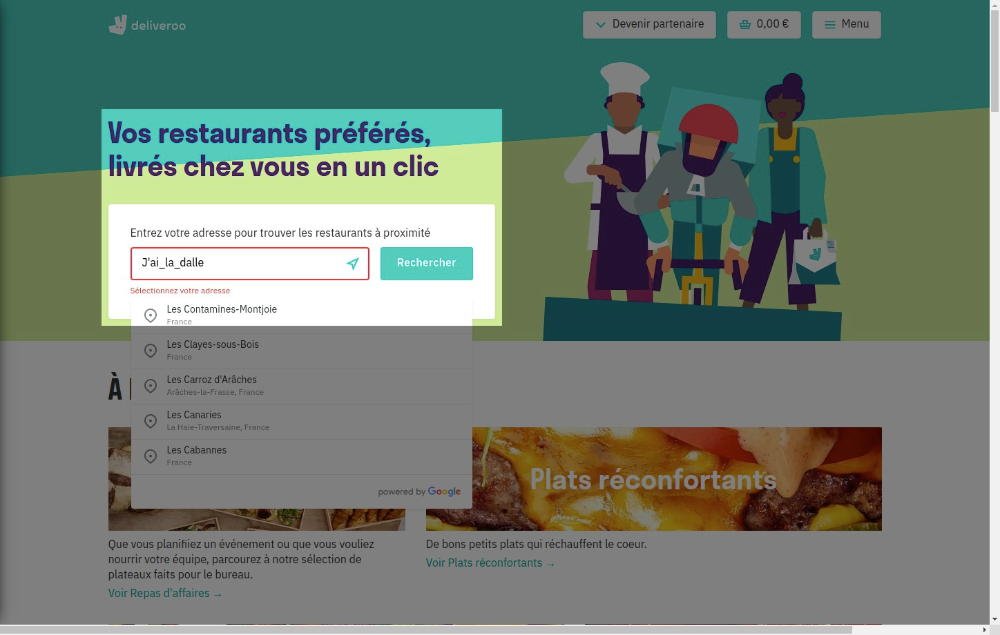 deliveroo
Devenir partenaire
0,00 €
Menu
Vos restaurants préférés,
livrés chez vous en un clic
Entrez votre adresse pour trouver les restaurants à proximité
J'ai_la_dalle
Rechercher
Sélectionnez votre adresse
Les Contamines-Montjoie
France
Les Clayes-sous-Bois
France
À
Les Carroz d'Arâches
Arâches-la-Frasse, France
Les Canaries
La Haie-Traversaine, France
Les Cabannes
France
powered by Google
Plats réconfortants
Que vous planifiiez un événement ou que vous vouliez
nourrir votre équipe, parcourez à notre sélection de
plateaux faits pour le bureau.
Voir Repas d'affaires →
De bons petits plats qui réchauffent le coeur.
Voir Plats réconfortants →